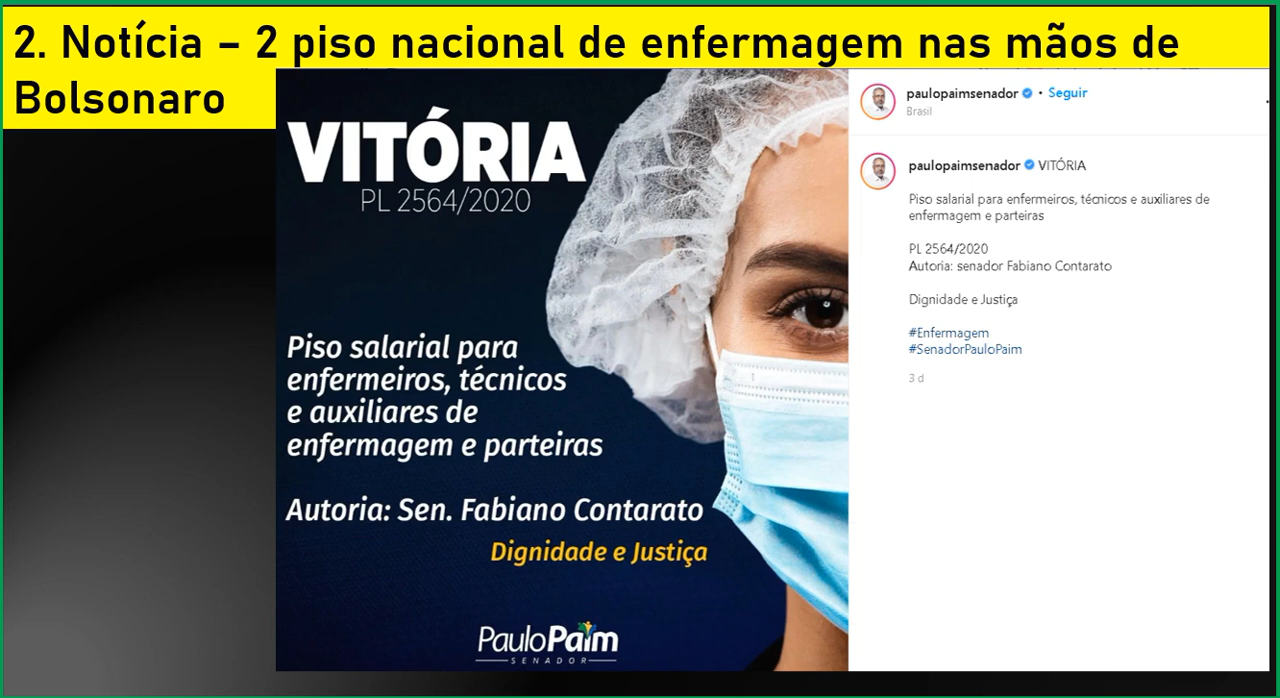 2. Notícia – 2 piso nacional de enfermagem nas mãos de
Bolsonaro
VITÓRIA
PL 2564/2020
Piso salarial para
enfermeiros, técnicos
e auxiliares de
enfermagem e parteiras
Autoria: Sen. Fabiano Contarato
Dignidade e Justiça
PauloPaim
SENADOR
paulopaimsenador • Seguir
Brasil
paulopaimsenador VITÓRIA
Piso salarial para enfermeiros, técnicos e auxiliares de
enfermagem e parteiras
PL 2564/2020
Autoria: senador Fabiano Contarato
Dignidade e Justiça
#Enfermagem
#SenadorPauloPaim
3 d